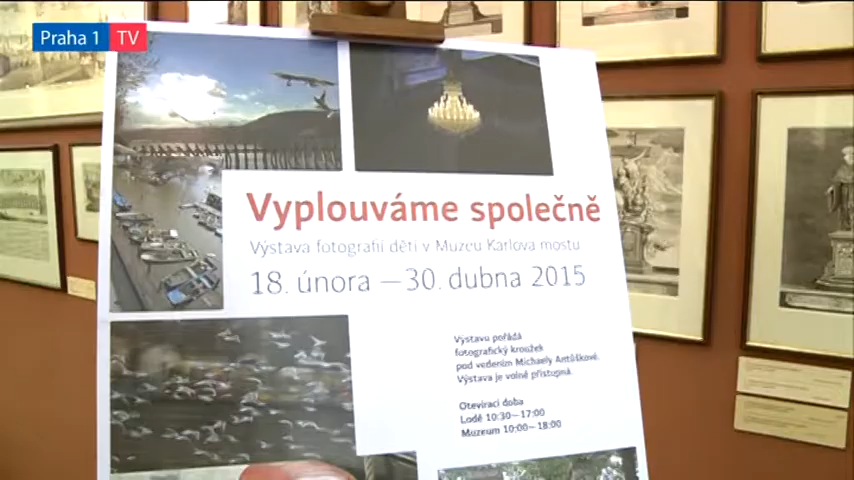 Praha 1 TV
Vyplouváme společně
Výstava fotografií dětí v Muzeu Karlova mostu
18. února — 30. dubna 2015
Výstavu pořádá
fotografický kroužek
pod vedením Michaely Antůškové.
Výstava je volně přístupná.
Otevírací doba
Lodě 10:30–17:00
Muzeum 10:00–18:00